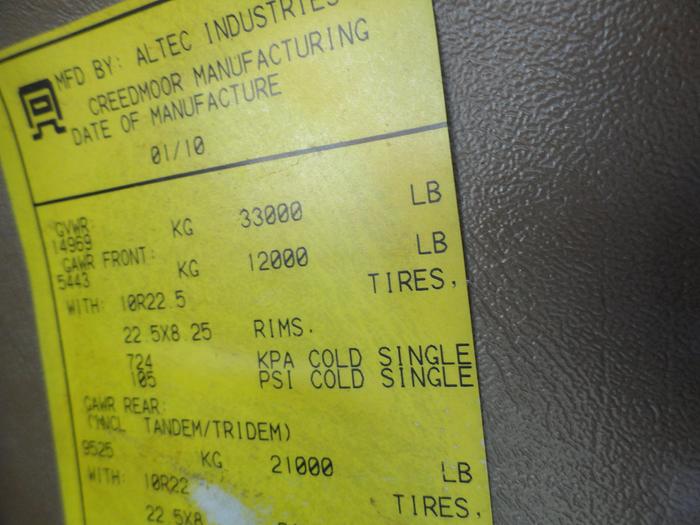 MFD BY: ALTEC INDUSTRIES
CREEDMOOR MANUFACTURING
DATE OF MANUFACTURE
01/10
GVWR
14969 KG 33000 LB
GAWR FRONT:
5443 KG 12000 LB
WITH: 10R22.5 TIRES,
22.5X8.25 RIMS.
724 KPA COLD SINGLE
105 PSI COLD SINGLE
GAWR REAR:
TANDEM/TRIDEM)
9525 KG 21000 LB
WITH: 10R22 TIRES,
22 5X8